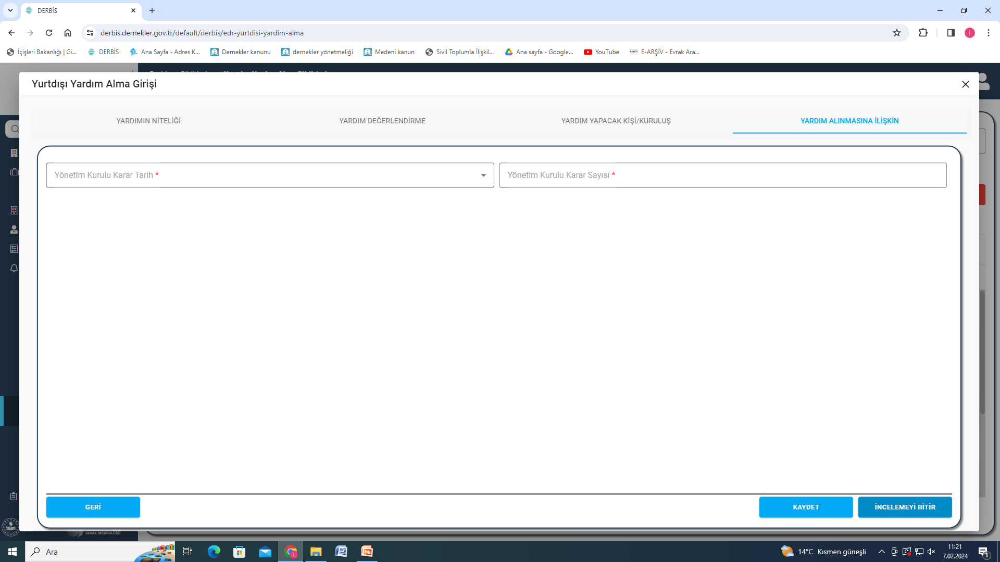 DERBİS
derbis.dernekler.gov.tr/default/derbis/edr-yurtdisi-yardim-alma
İçişleri Bakanlığı | Gi...
DERBİS
Ana Sayfa - Adres K...
Dernekler kanunu
dernekler yönetmeliği
Medeni kanun
Sivil Toplumla İlişkil...
Ana sayfa - Google...
YouTube
E-ARŞİV - Evrak Ara...
Yurtdışı Yardım Alma Girişi
YARDIMIN NİTELİĞİ
YARDIM DEĞERLENDİRME
YARDIM YAPACAK KİŞİ/KURULUŞ
YARDIM ALINMASINA İLİŞKİN
Yönetim Kurulu Karar Tarih *
Yönetim Kurulu Karar Sayısı *
GERİ
KAYDET
İNCELEMEYİ BİTİR
GENEL MÜDÜRLÜĞÜ
Ara
14°C Kısmen güneşli
11:21
7.02.2024
1